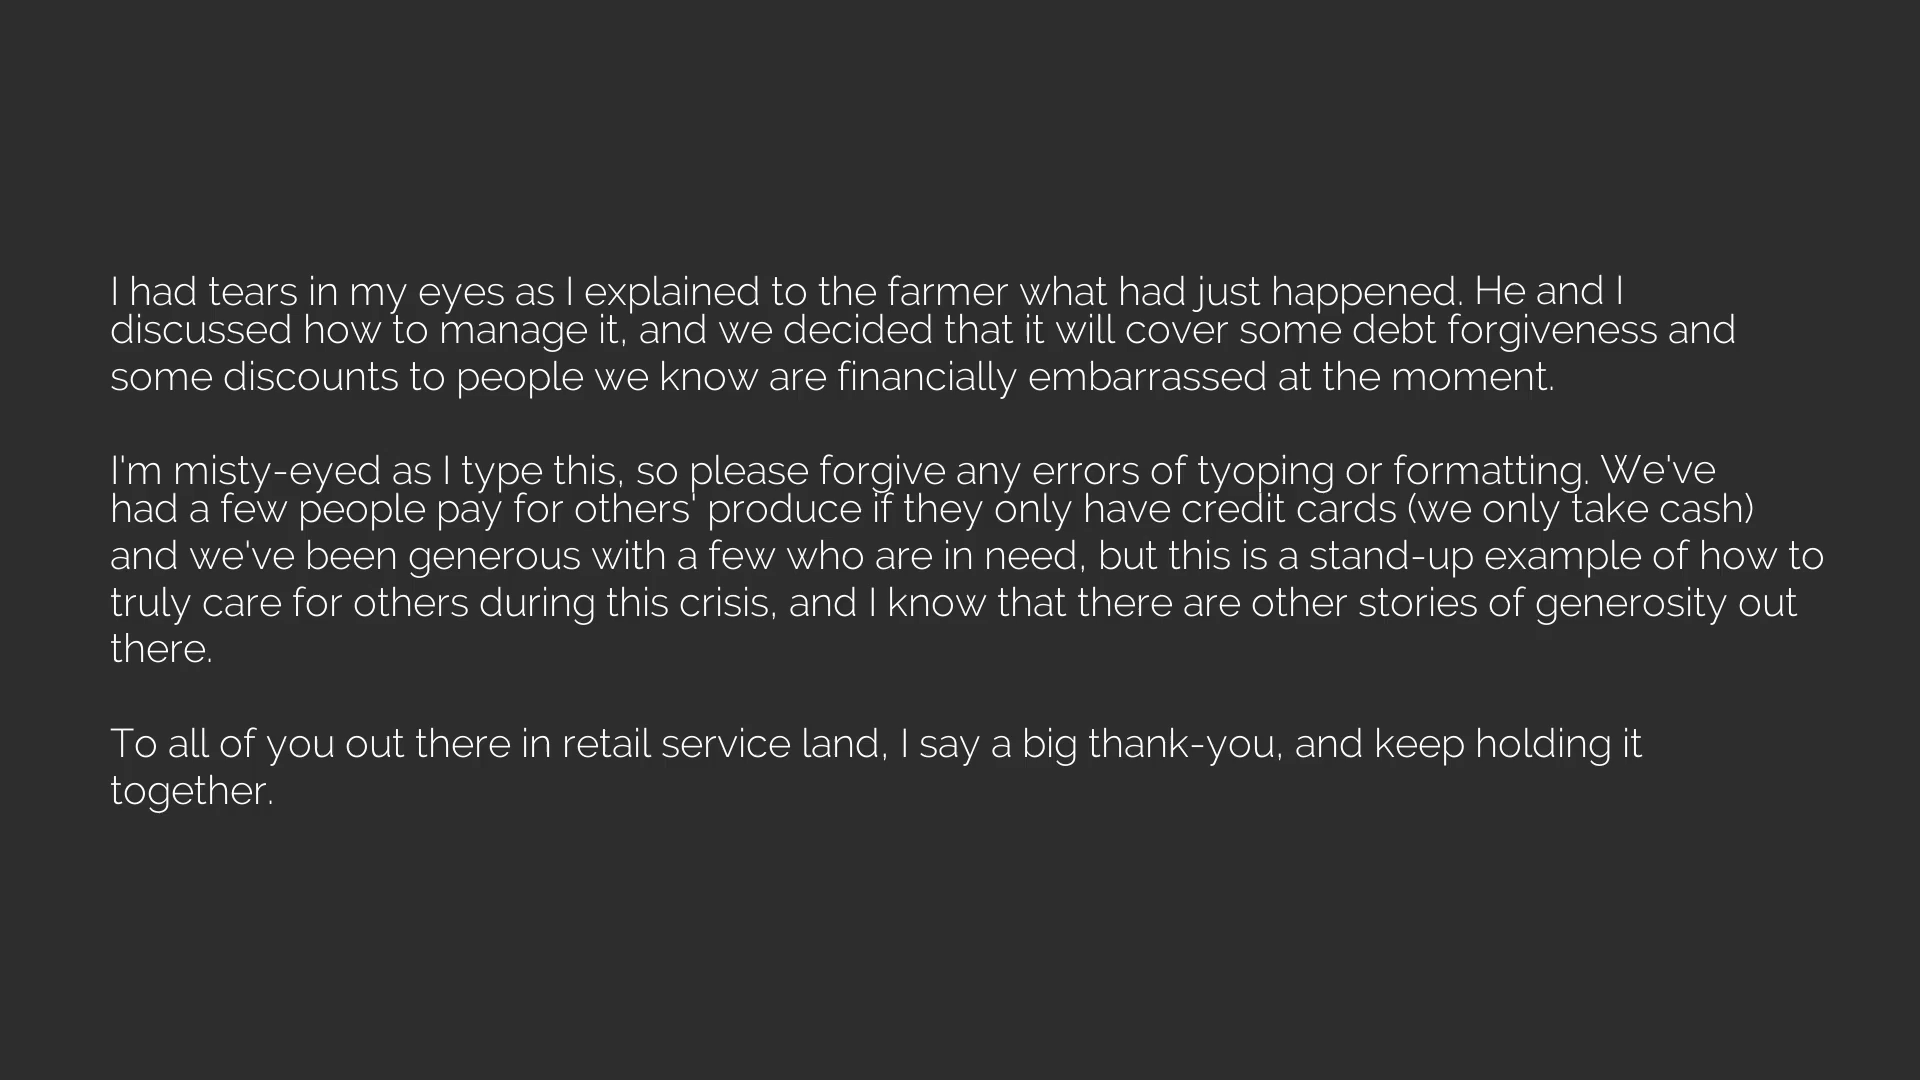 I had tears in my eyes as I explained to the farmer what had just happened. He and I
discussed how to manage it, and we decided that it will cover some debt forgiveness and
some discounts to people we know are financially embarrassed at the moment.
I'm misty-eyed as I type this, so please forgive any errors of tyoping or formatting. We've
had a few people pay for others' produce if they only have credit cards (we only take cash)
and we've been generous with a few who are in need, but this is a stand-up example of how to
truly care for others during this crisis, and I know that there are other stories of generosity out
there.
To all of you out there in retail service land, I say a big thank-you, and keep holding it
together.